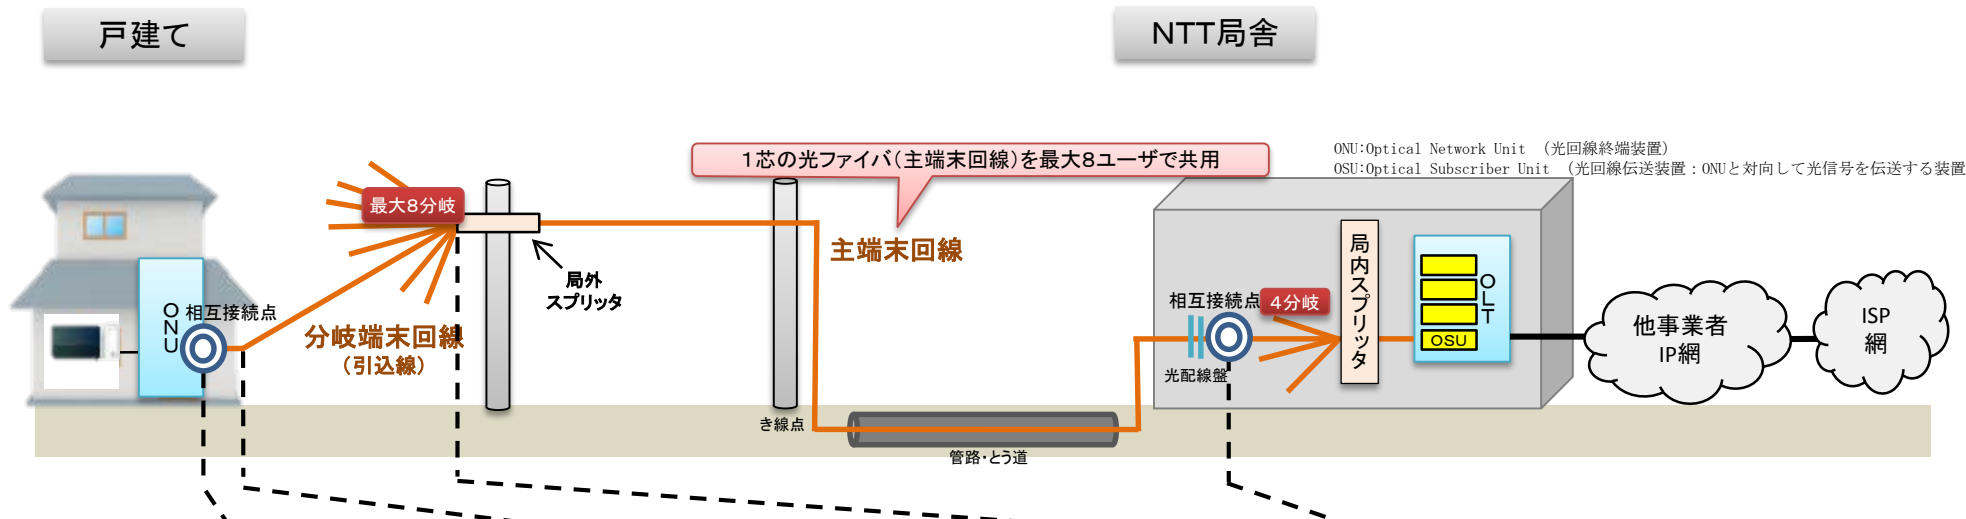 戸建て
NTT局舎
1芯の光ファイバ(主端末回線)を最大8ユーザで共用
ONU:Optical Network Unit (光回線終端装置)
OSU:Optical Subscriber Unit (光回線伝送装置:ONUと対向して光信号を伝送する装置
最大8分岐
主端末回線
局外
スプリッタ
ONU
相互接続点
分岐端末回線
(引込線)
き線点
管路・とう道
相互接続点
光配線盤
4分岐
局内スプリッタ
OLT
OSU
他事業者
IP網
ISP
網